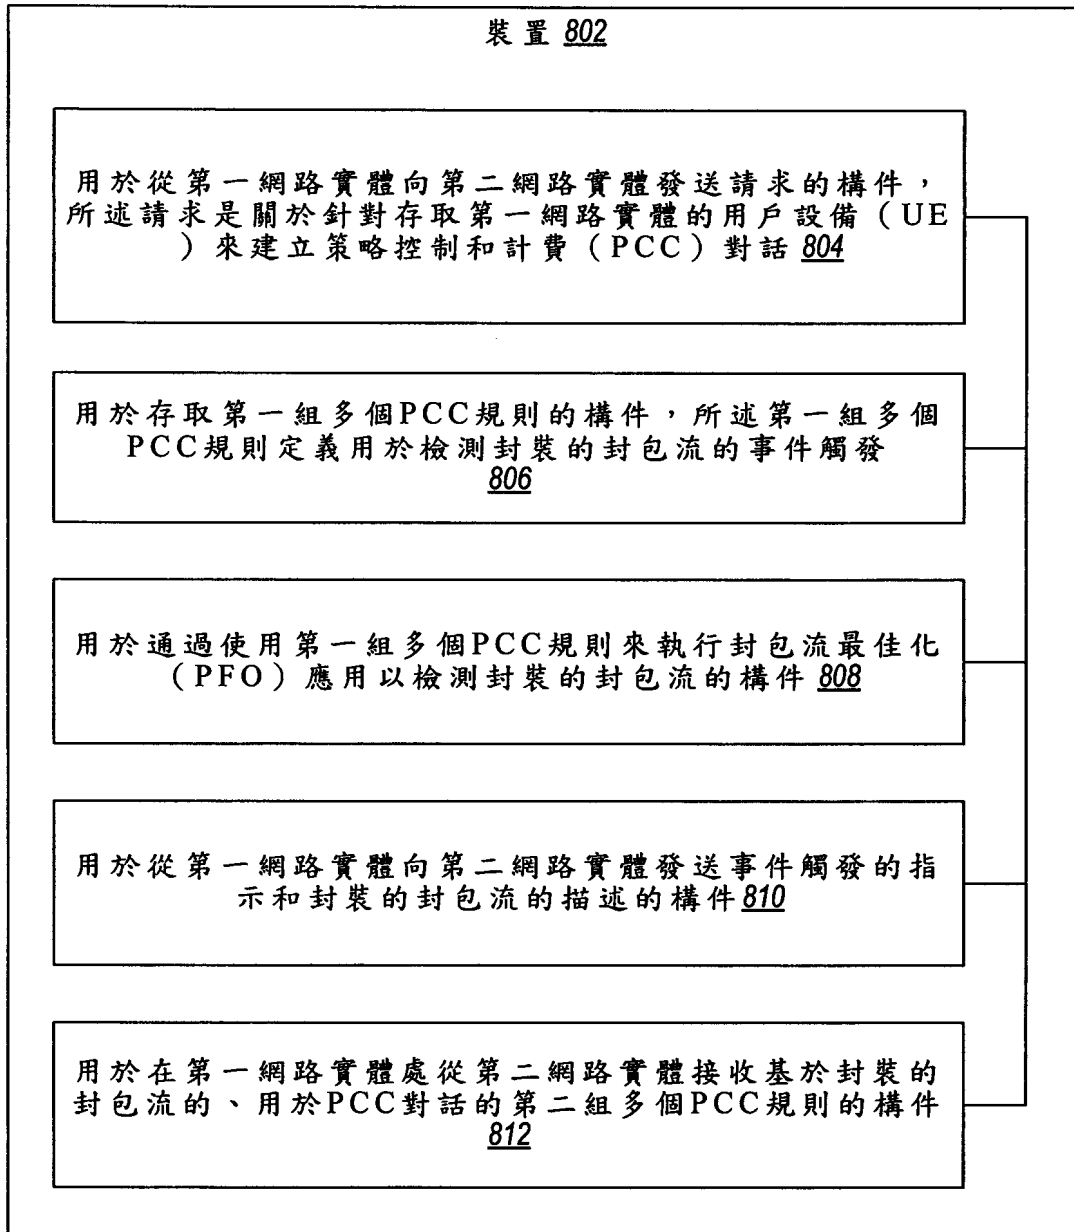 裝置 802
用於從第一網路實體向第二網路實體發送請求的構件，
所述請求是關於針對存取第一網路實體的用戶設備（UE
）來建立策略控制和計費（PCC）對話 804
用於存取第一組多個PCC規則的構件，所述第一組多個
PCC規則定義用於檢測封裝的封包流的事件觸發
806
用於通過使用第一組多個PCC規則來執行封包流最佳化
（PFO）應用以檢測封裝的封包流的構件 808
用於從第一網路實體向第二網路實體發送事件觸發的指
示和封裝的封包流的描述的構件 810
用於在第一網路實體處從第二網路實體接收基於封裝的
封包流的、用於PCC對話的第二組多個PCC規則的構件
812